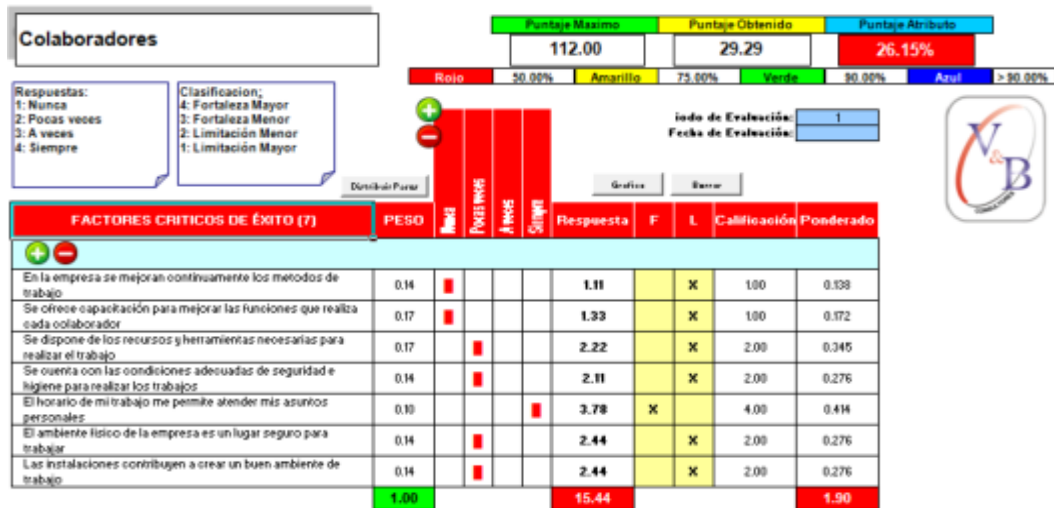 Colaboradores
Puntaje Maximo Puntaje Obtenido Puntaje Atributo
112.00 29.29 26.15%
Rojo 50.00% Amarillo 75.00% Verde 90.00% Azul > 90.00%
Respuestas:
1: Nunca
2: Pocas veces
3: A veces
4: Siempre
Clasificacion:
4: Fortaleza Mayor
3: Fortaleza Menor
2: Limitación Menor
1: Limitación Mayor
iodo de Evaluación: 1
Fecha de Evaluación:
V&B
CONSULTORES
Distribuir Pesos Grafica Borrar
FACTORES CRITICOS DE ÉXITO (7) PESO Nunca Pocas veces A veces Siempre Respuesta F L Calificación Ponderado
En la empresa se mejoran continuamente los metodos de
trabajo 0.14 1.11 X 1.00 0.138
Se ofrece capacitación para mejorar las funciones que realiza
cada colaborador 0.17 1.33 X 1.00 0.172
Se dispone de los recursos y herramientas necesarias para
realizar el trabajo 0.17 2.22 X 2.00 0.345
Se cuenta con las condiciones adecuadas de seguridad e
higiene para realizar los trabajos 0.14 2.11 X 2.00 0.276
El horario de mi trabajo me permite atender mis asuntos
personales 0.10 3.78 X 4.00 0.414
El ambiente físico de la empresa es un lugar seguro para
trabajar 0.14 2.44 X 2.00 0.276
Las instalaciones contribuyen a crear un buen ambiente de
trabajo 0.14 2.44 X 2.00 0.276
1.00 15.44 1.90